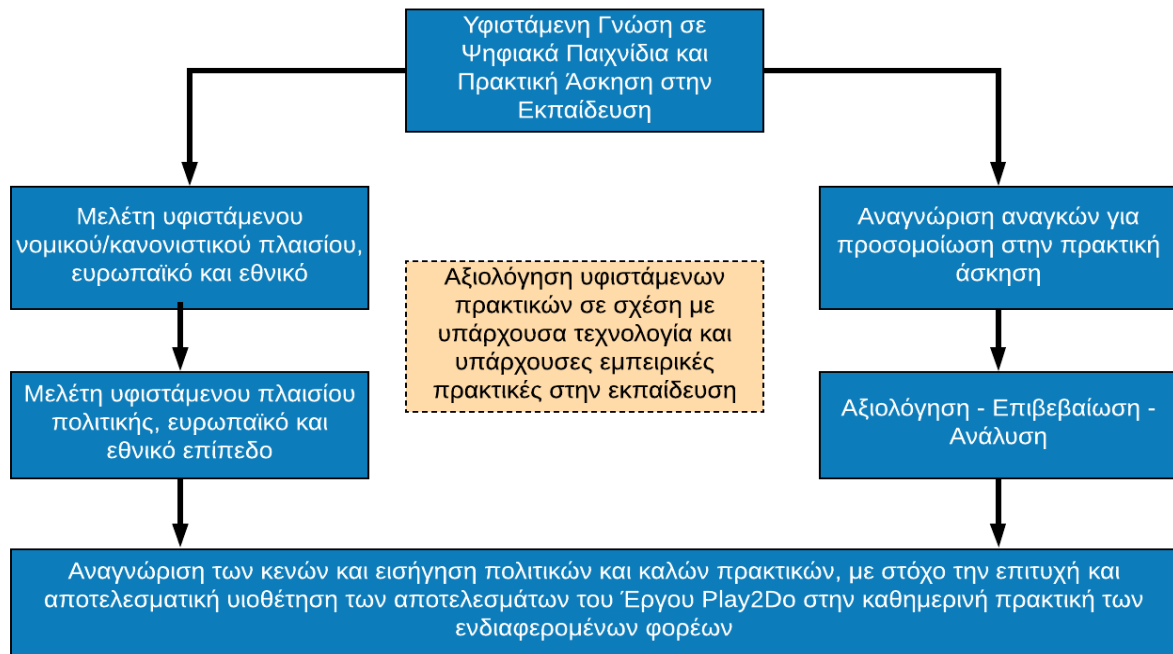 Υφιστάμενη Γνώση σε
Ψηφιακά Παιχνίδια και
Πρακτική Άσκηση στην
Εκπαίδευση
Μελέτη υφιστάμενου
νομικού/κανονιστικού πλαισίου,
ευρωπαϊκό και εθνικό
Αναγνώριση αναγκών για
προσομοίωση στην πρακτική
άσκηση
Αξιολόγηση υφιστάμενων
πρακτικών σε σχέση με
υπάρχουσα τεχνολογία και
υπάρχουσες εμπειρικές
πρακτικές στην εκπαίδευση
Μελέτη υφιστάμενου πλαισίου
πολιτικής, ευρωπαϊκό και
εθνικό επίπεδο
Αξιολόγηση - Επιβεβαίωση -
Ανάλυση
Αναγνώριση των κενών και εισήγηση πολιτικών και καλών πρακτικών, με στόχο την επιτυχή και
αποτελεσματική υιοθέτηση των αποτελεσμάτων του Έργου Play2Do στην καθημερινή πρακτική των
ενδιαφερομένων φορέων